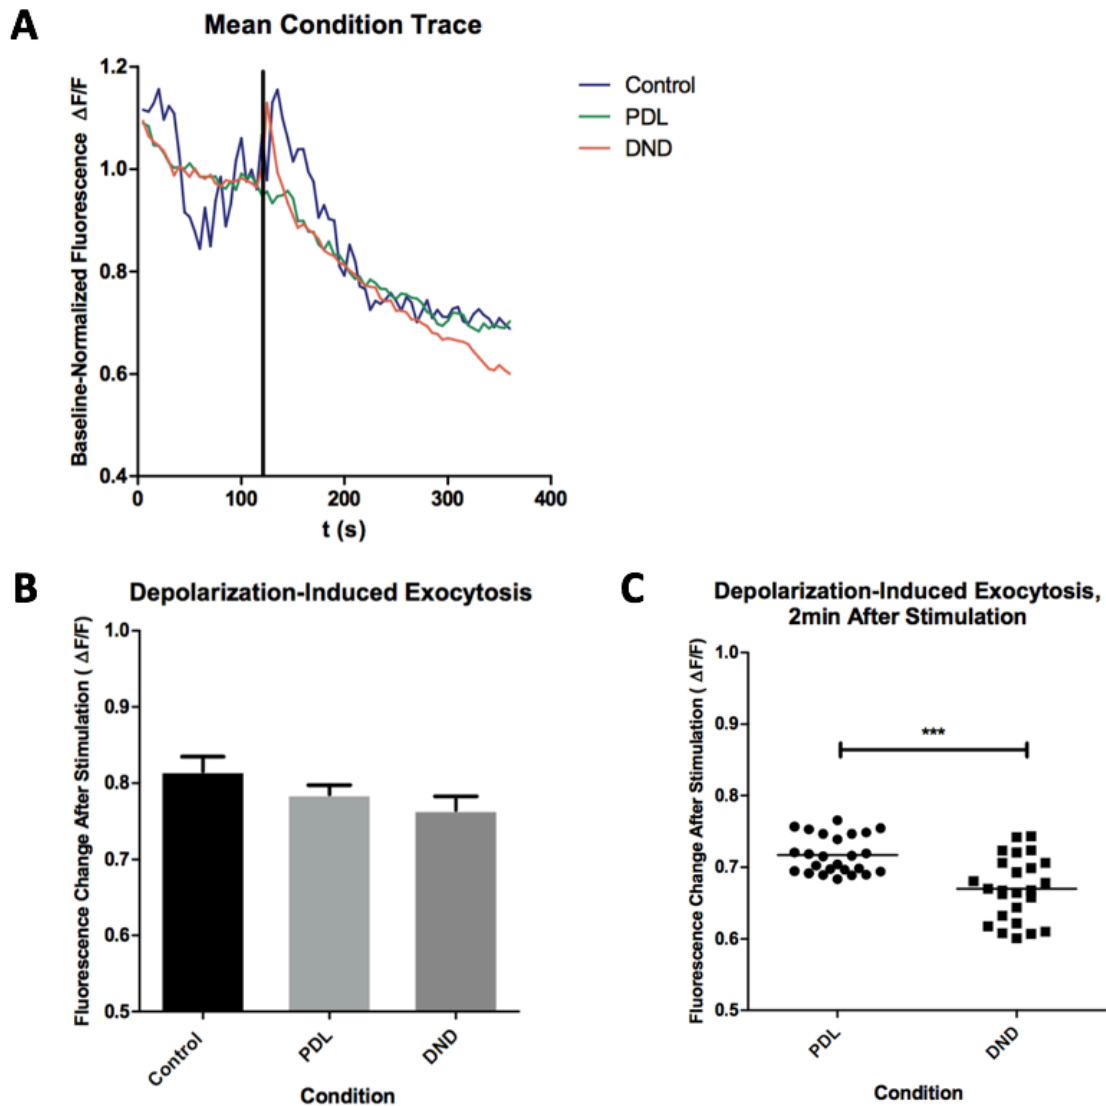 A
Mean Condition Trace
Baseline-Normalized Fluorescence ΔF/F
1.2
1.0
0.8
0.6
0.4
0
100
200
300
400
t (s)
Control
PDL
DND
B
Depolarization-Induced Exocytosis
Fluorescence Change After Stimulation ( ΔF/F)
1.0
0.9
0.8
0.7
0.6
0.5
Control
PDL
DND
Condition
C
Depolarization-Induced Exocytosis,
2min After Stimulation
Fluorescence Change After Stimulation ( ΔF/F)
1.0
0.9
0.8
0.7
0.6
0.5
***
PDL
DND
Condition